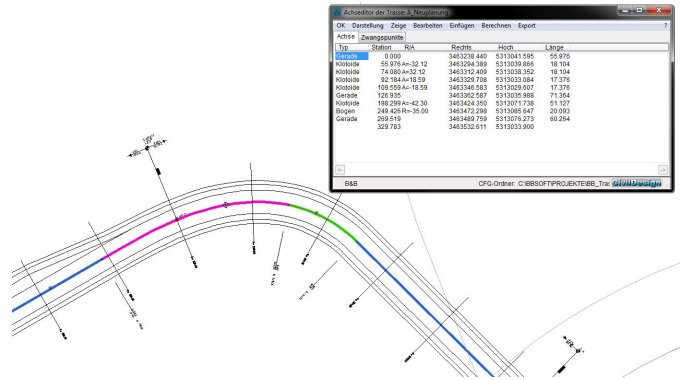 Achseditor der Trasse: A_Neuplanung
OK Darstellung Zeige Bearbeiten Einfügen Berechnen Export ?
Achse Zwangspunkte
Typ Station R/A Rechts Hoch Länge
Gerade 0.000 3463238.440 5313041.595 55.976
Klotoide 55.976 A=-32.12 3463294.389 5313039.866 18.104
Klotoide 74.080 A=-32.12 3463312.409 5313038.352 18.104
Klotoide 92.184 A=-18.59 3463329.708 5313033.084 17.376
Klotoide 109.559 A=-18.59 3463346.583 5313029.607 17.376
Gerade 126.935 3463362.587 5313035.988 71.364
Klotoide 198.299 A=-42.30 3463424.350 5313071.738 51.127
Bogen 249.426 R=-35.00 3463472.298 5313085.647 20.093
Gerade 269.519 3463489.759 5313076.273 60.264
329.783 3463532.611 5313033.900
B&B CFG-Ordner: C:\BBSOFT\PROJEKTE\BB_Tra: CivilDesign